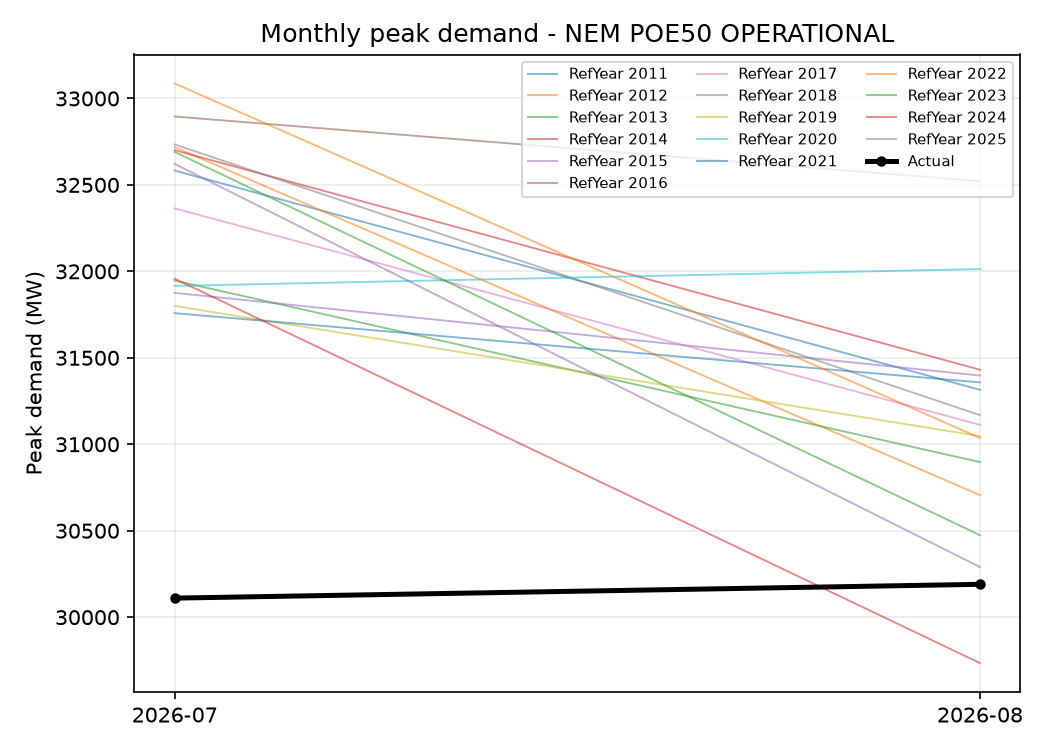 Monthly peak demand - NEM POE50 OPERATIONAL
RefYear 2011
RefYear 2012
RefYear 2013
RefYear 2014
RefYear 2015
RefYear 2016
RefYear 2017
RefYear 2018
RefYear 2019
RefYear 2020
RefYear 2021
RefYear 2022
RefYear 2023
RefYear 2024
RefYear 2025
Actual
Peak demand (MW)
33000
32500
32000
31500
31000
30500
30000
2026-07
2026-08